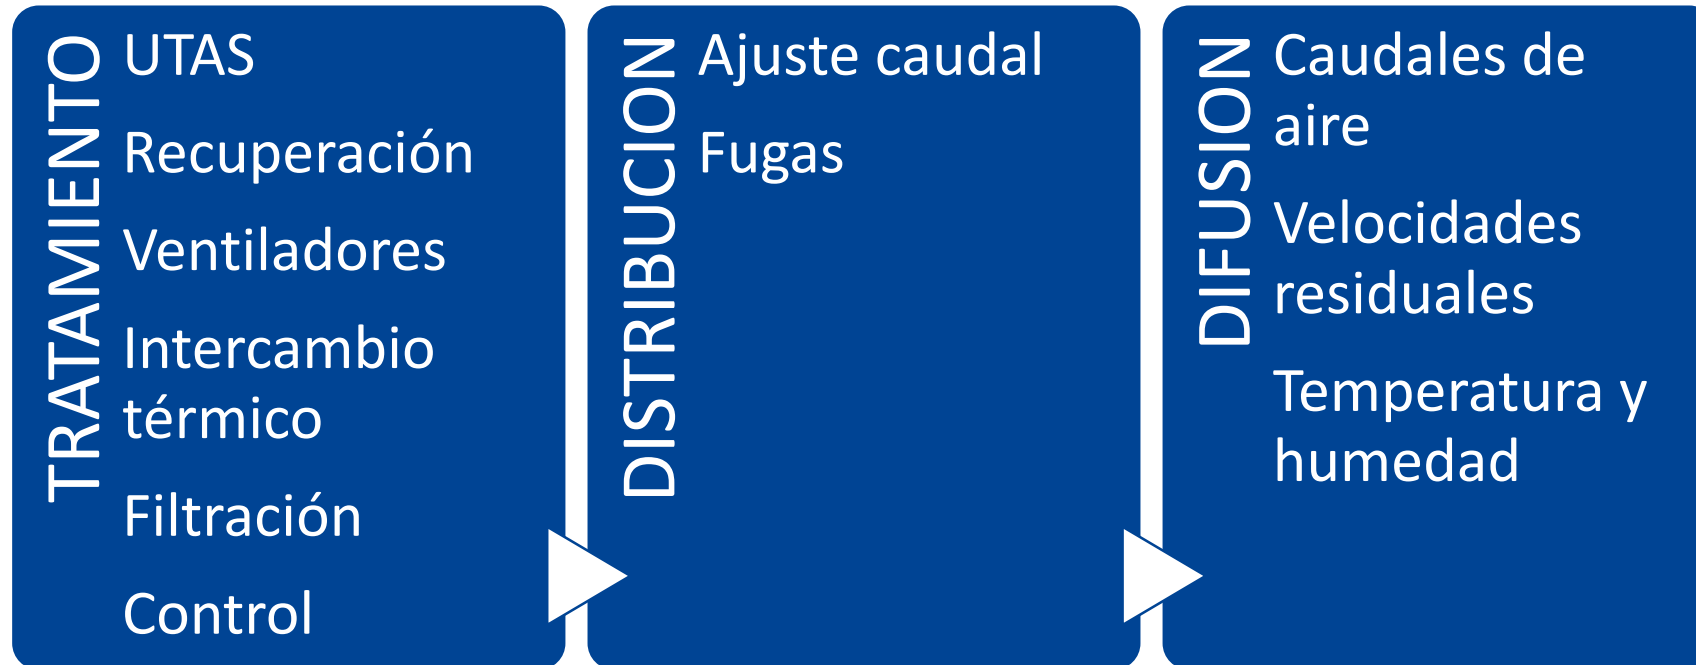 TRATAMIENTO
UTAS
Recuperación
Ventiladores
Intercambio
térmico
Filtración
Control
DISTRIBUCION
Ajuste caudal
Fugas
DIFUSION
Caudales de
aire
Velocidades
residuales
Temperatura y
humedad